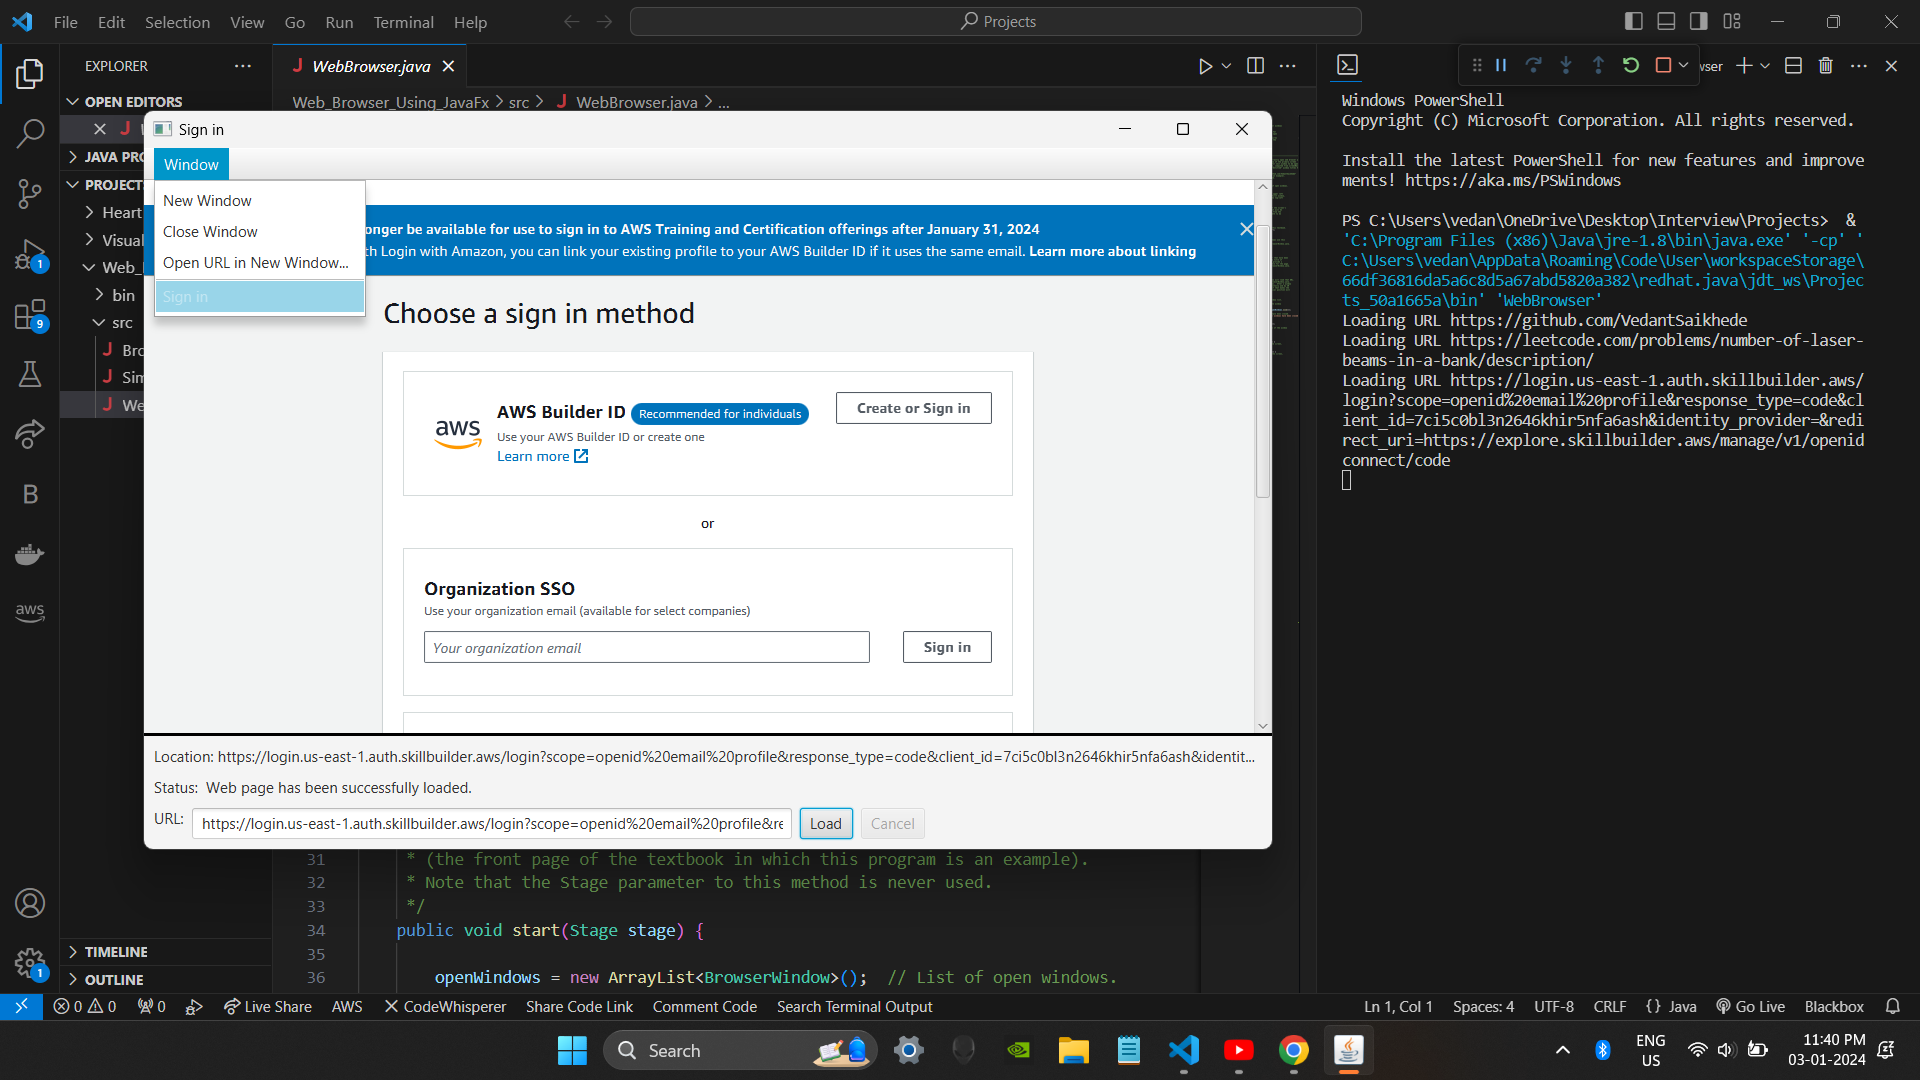 File Edit Selection View Go Run Terminal Help
Projects
EXPLORER
OPEN EDITORS
JAVA PRO
PROJECT
Heart
Visual
Web_
bin
src
Bro
Sim
We
TIMELINE
OUTLINE
WebBrowser.java
Web_Browser_Using_JavaFx > src > WebBrowser.java > ...
Sign in
Window
New Window
Close Window
Open URL in New Window...
Sign in
onger be available for use to sign in to AWS Training and Certification offerings after January 31, 2024
th Login with Amazon, you can link your existing profile to your AWS Builder ID if it uses the same email. Learn more about linking
Choose a sign in method
aws
AWS Builder ID Recommended for individuals
Use your AWS Builder ID or create one
Learn more
Create or Sign in
or
Organization SSO
Use your organization email (available for select companies)
Your organization email
Sign in
Location: https://login.us-east-1.auth.skillbuilder.aws/login?scope=openid%20email%20profile&response_type=code&client_id=7ci5c0bl3n2646khir5nfa6ash&identit...
Status: Web page has been successfully loaded.
URL: https://login.us-east-1.auth.skillbuilder.aws/login?scope=openid%20email%20profile&re Load Cancel
31 * (the front page of the textbook in which this program is an example).
32 * Note that the Stage parameter to this method is never used.
33 */
34 public void start(Stage stage) {
35
36 openWindows = new ArrayList<BrowserWindow>(); // List of open windows.
wser
Windows PowerShell
Copyright (C) Microsoft Corporation. All rights reserved.
Install the latest PowerShell for new features and improve
ments! https://aka.ms/PSWindows
PS C:\Users\vedan\OneDrive\Desktop\Interview\Projects> &
'C:\Program Files (x86)\Java\jre-1.8\bin\java.exe' '-cp' '
C:\Users\vedan\AppData\Roaming\Code\User\workspaceStorage\
66df36816da5a6c8d5a67abd5820a382\redhat.java\jdt_ws\Projec
ts_50a1665a\bin' 'WebBrowser'
Loading URL https://github.com/VedantSaikhede
Loading URL https://leetcode.com/problems/number-of-laser-
beams-in-a-bank/description/
Loading URL https://login.us-east-1.auth.skillbuilder.aws/
login?scope=openid%20email%20profile&response_type=code&cl
ient_id=7ci5c0bl3n2646khir5nfa6ash&identity_provider=&redi
rect_uri=https://explore.skillbuilder.aws/manage/v1/openid
connect/code
1
9
B
aws
1
0 0 0 Live Share AWS CodeWhisperer Share Code Link Comment Code Search Terminal Output
Ln 1, Col 1 Spaces: 4 UTF-8 CRLF {} Java Go Live Blackbox
Search
ENG
US
11:40 PM
03-01-2024